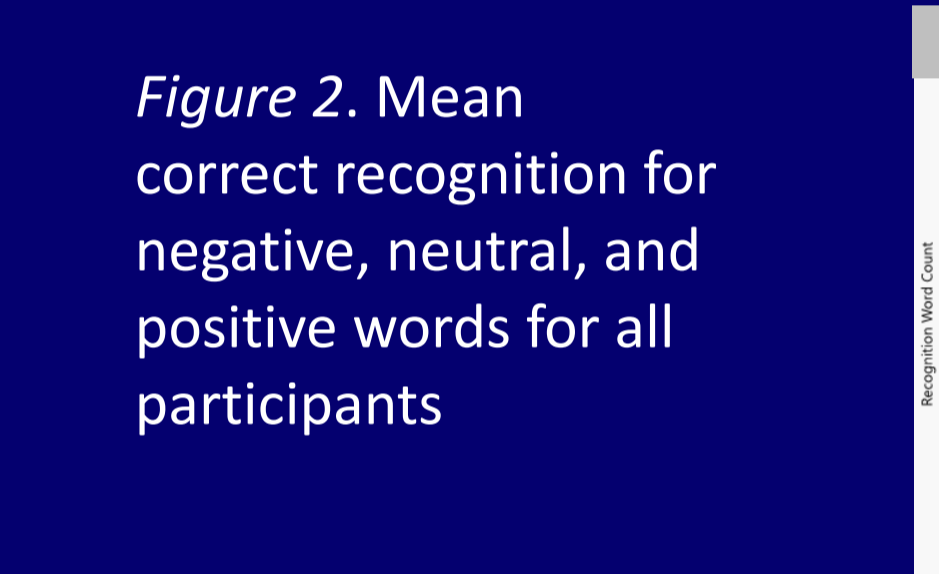 Figure 2. Mean
correct recognition for
negative, neutral, and
positive words for all
participants
Recognition Word Count